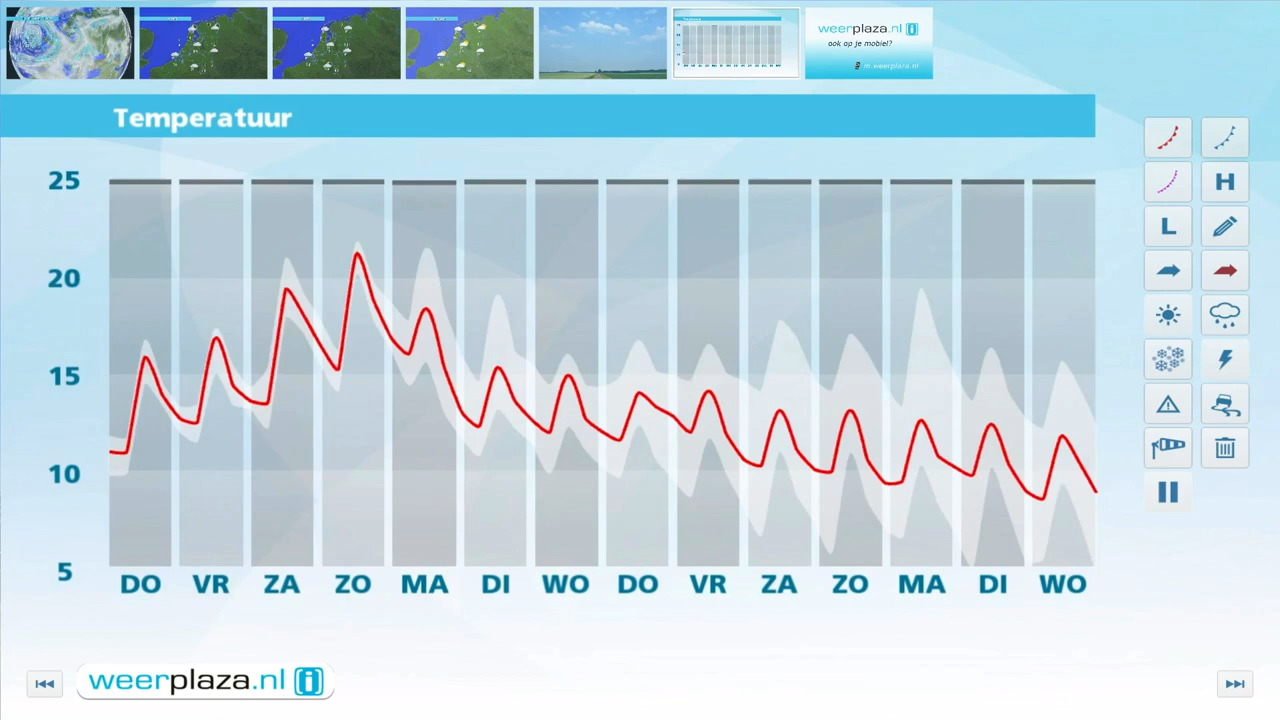 weerplaza.nl i
ook op je mobiel?
m.weerplaza.nl
Temperatuur
25
20
15
10
5
DO VR ZA ZO MA DI WO DO VR ZA ZO MA DI WO
H
L
weerplaza.nl i